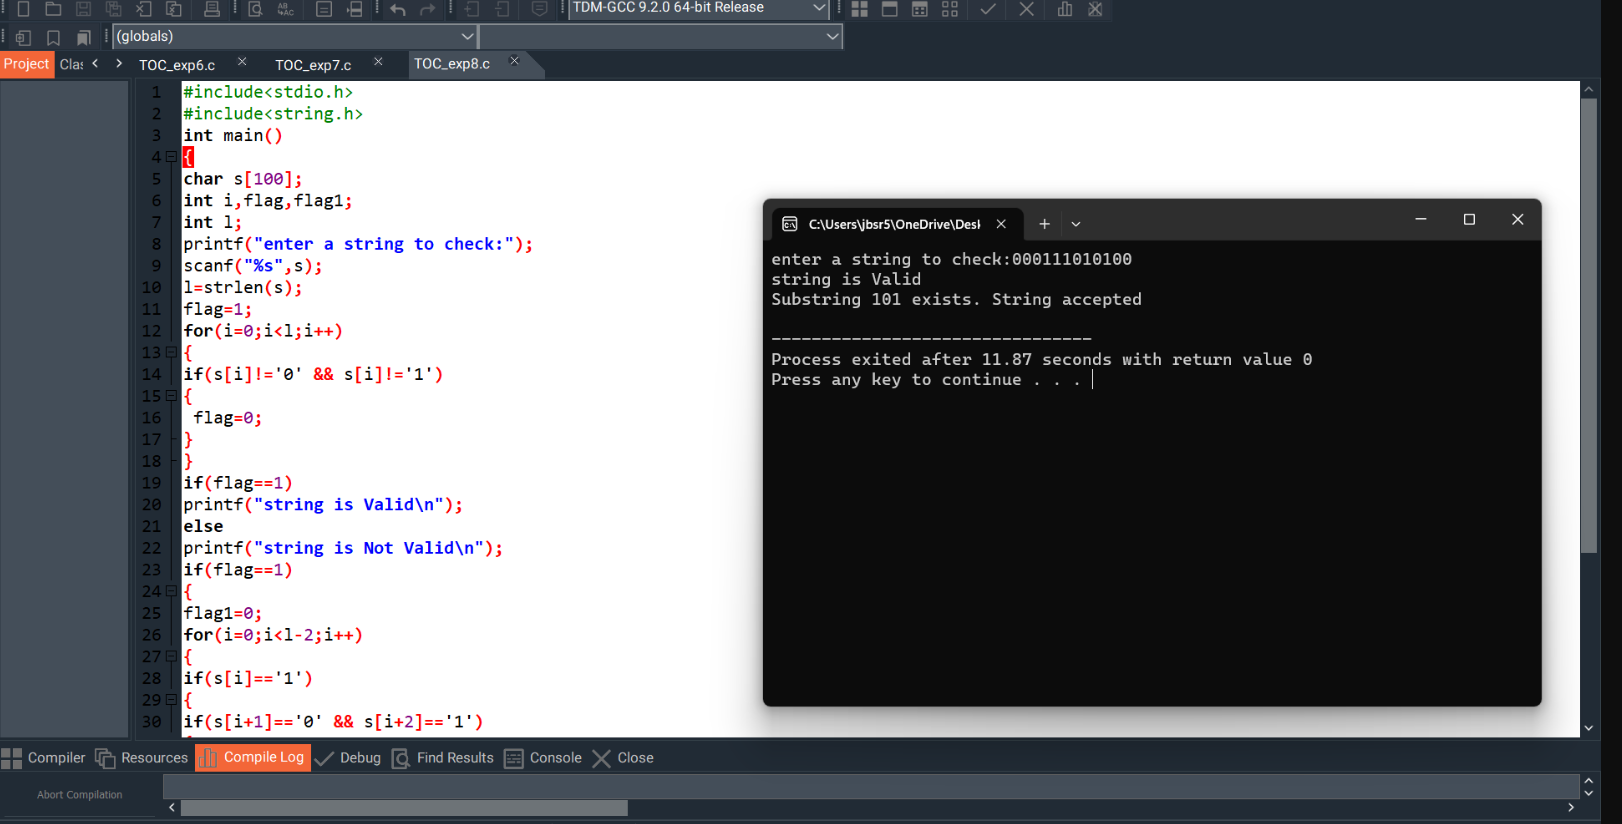 TDM-GCC 9.2.0 64-bit Release
(globals)
Project Clas TOC_exp6.c TOC_exp7.c TOC_exp8.c
1 #include<stdio.h>
2 #include<string.h>
3 int main()
4 {
5 char s[100];
6 int i,flag,flag1;
7 int l;
8 printf("enter a string to check:");
9 scanf("%s",s);
10 l=strlen(s);
11 flag=1;
12 for(i=0;i<l;i++)
13 {
14 if(s[i]!='0' && s[i]!='1')
15 {
16 flag=0;
17 }
18 }
19 if(flag==1)
20 printf("string is Valid\n");
21 else
22 printf("string is Not Valid\n");
23 if(flag==1)
24 {
25 flag1=0;
26 for(i=0;i<l-2;i++)
27 {
28 if(s[i]=='1')
29 {
30 if(s[i+1]=='0' && s[i+2]=='1')
C:\Users\jbsr5\OneDrive\Desk
enter a string to check:000111010100
string is Valid
Substring 101 exists. String accepted
--------------------------------
Process exited after 11.87 seconds with return value 0
Press any key to continue . . .
Compiler Resources Compile Log Debug Find Results Console Close
Abort Compilation